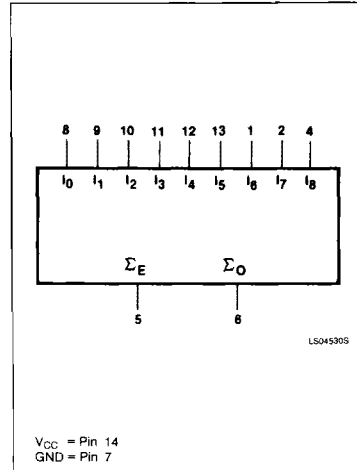 8 9 10 11 12 13 1 2 4
I0 I1 I2 I3 I4 I5 I6 I7 I8
ΣE ΣO
5 6
LS04530S
VCC = Pin 14
GND = Pin 7